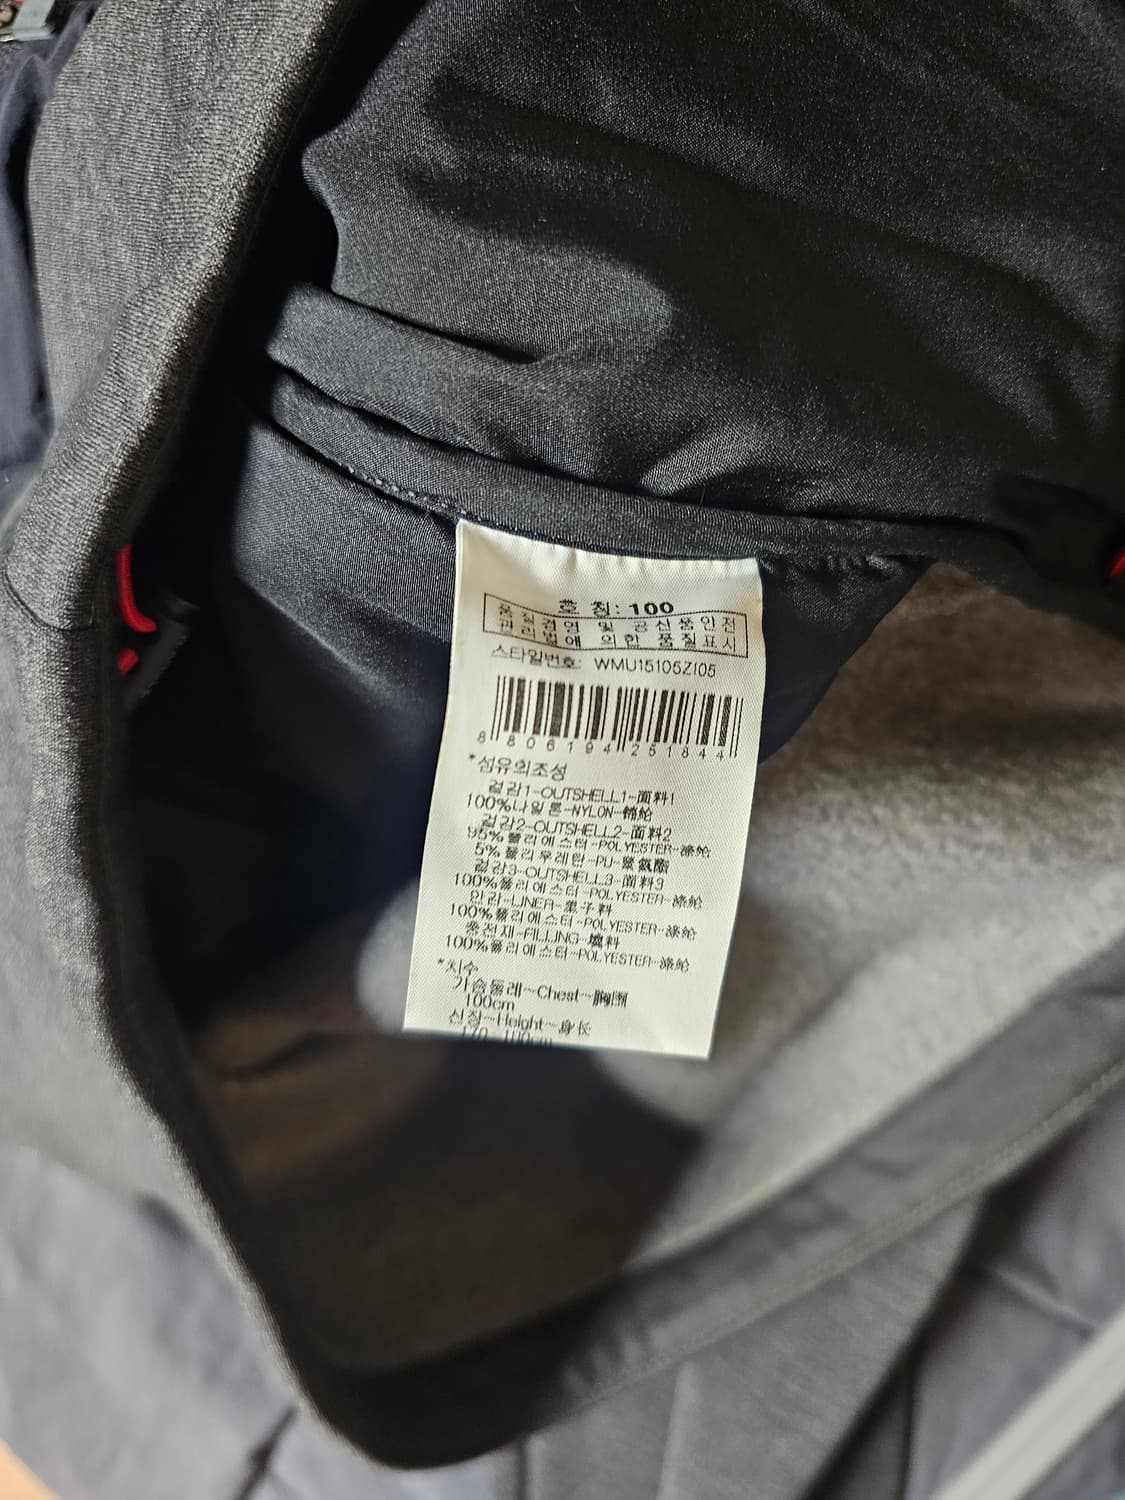 호 칭: 100
품질경영 및 공산품안전
관리법에 의한 품질표시
스타일번호: WMU15105Z105
8 806194 251844
*섬유의조성
겉감1-OUTSHELL1-面料1
100%나일론-NYLON-锦纶
겉감2-OUTSHELL2-面料2
95%폴리에스터-POLYESTER-涤纶
5%폴리우레탄-PU-聚氨酯
겉감3-OUTSHELL3-面料3
100%폴리에스터-POLYESTER-涤纶
안감-LINER-里子料
100%폴리에스터-POLYESTER-涤纶
충전재-FILLING-填料
100%폴리에스터-POLYESTER-涤纶
*치수
가슴둘레~Chest~胸围
100cm
신장~Height~身长